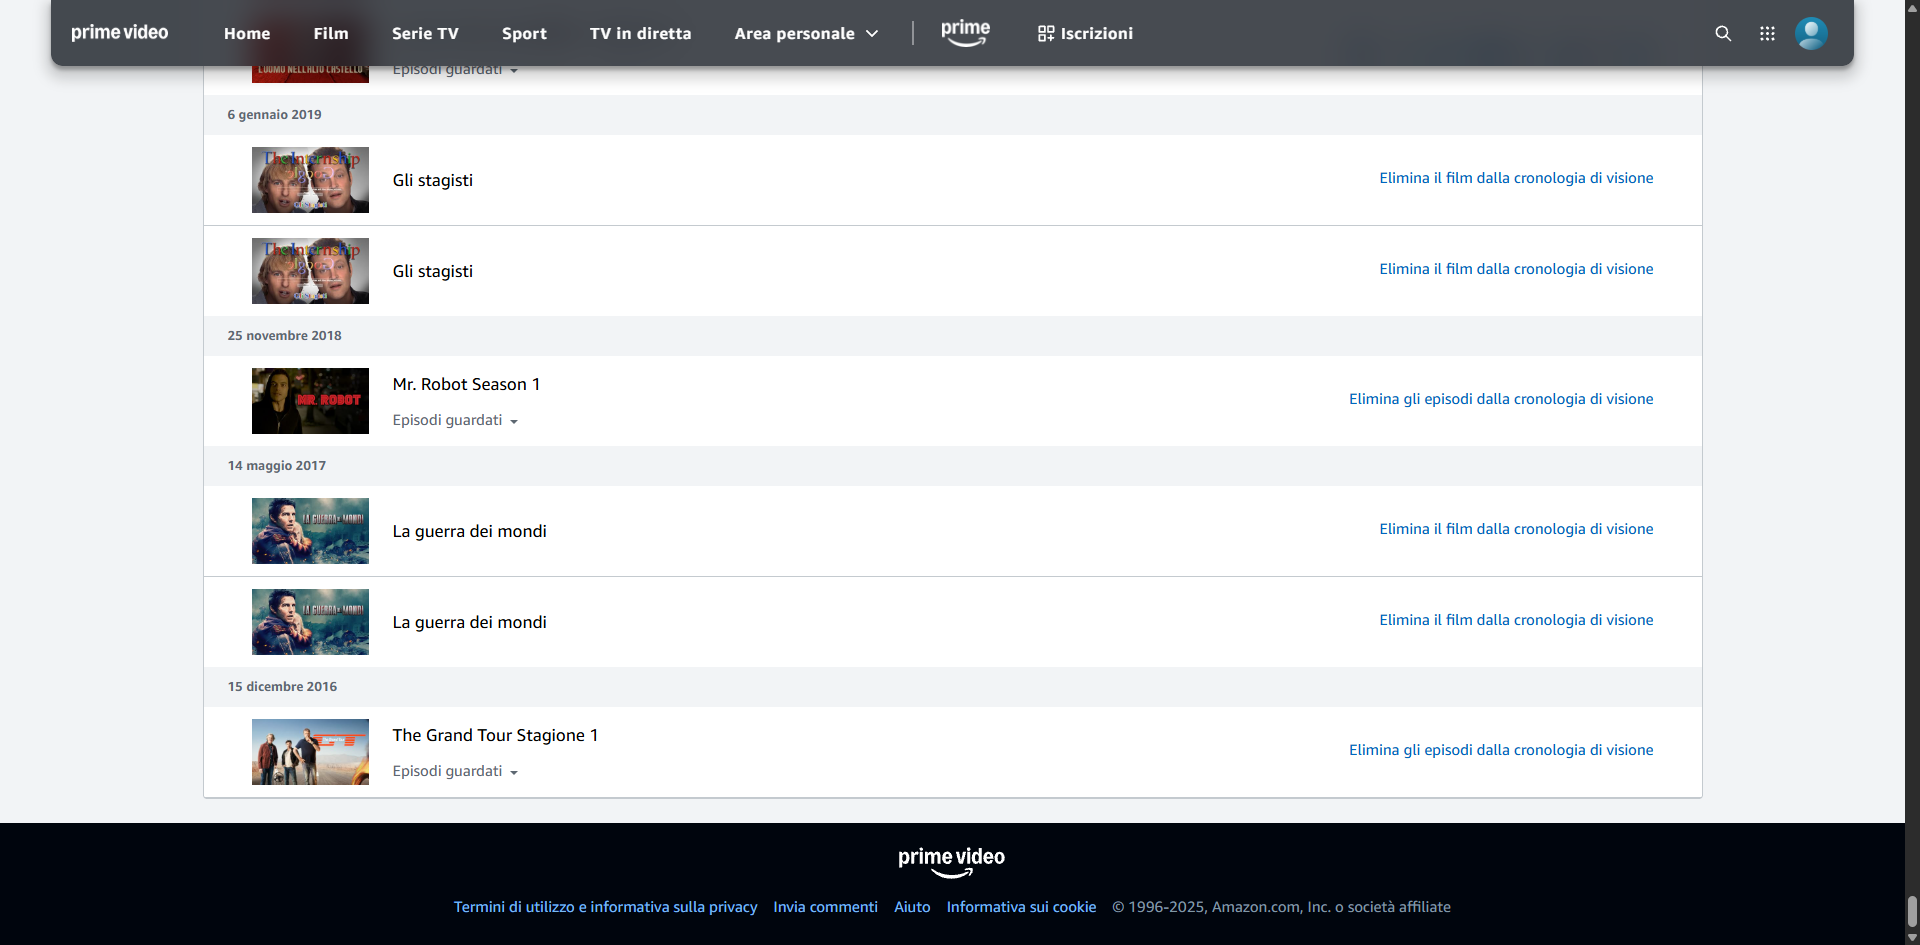 prime video
Home
Film
Serie TV
Sport
TV in diretta
Area personale
prime
Iscrizioni
L'UOMO NELL'ALTO CASTELLO
Episodi guardati
6 gennaio 2019
The Internship
Gli stagisti
Elimina il film dalla cronologia di visione
The Internship
Gli stagisti
Elimina il film dalla cronologia di visione
25 novembre 2018
MR. ROBOT
Mr. Robot Season 1
Episodi guardati
Elimina gli episodi dalla cronologia di visione
14 maggio 2017
LA GUERRA DEI MONDI
La guerra dei mondi
Elimina il film dalla cronologia di visione
LA GUERRA DEI MONDI
La guerra dei mondi
Elimina il film dalla cronologia di visione
15 dicembre 2016
The Grand Tour Stagione 1
Episodi guardati
Elimina gli episodi dalla cronologia di visione
prime video
Termini di utilizzo e informativa sulla privacy Invia commenti Aiuto Informativa sui cookie © 1996-2025, Amazon.com, Inc. o società affiliate